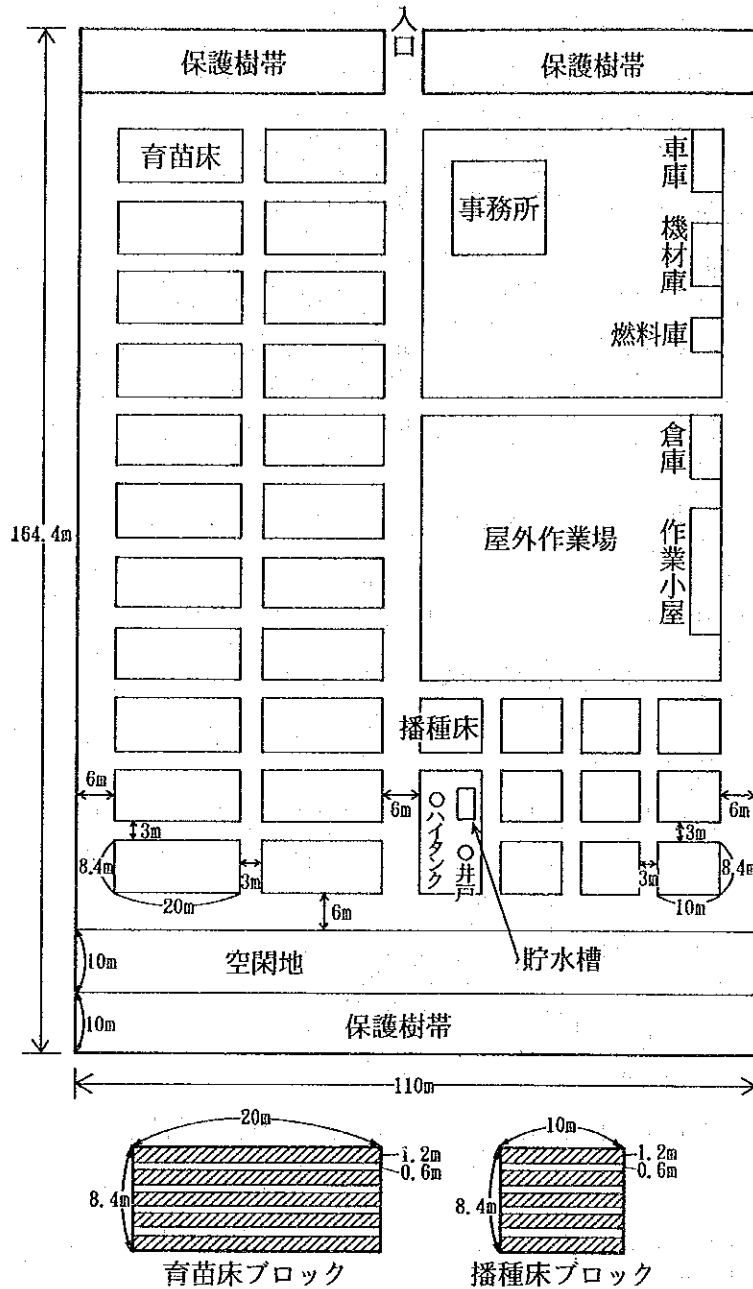 入口
保護樹帯
保護樹帯
育苗床
事務所
車庫
機材庫
燃料庫
倉庫
164.4m
屋外作業場
作業小屋
播種床
6m
6m
6m
3m
3m
ハイタンク
井戸
8.4m
3m
3m
8.4m
20m
6m
10m
10m
空閑地
貯水槽
10m
保護樹帯
110m
20m
10m
1.2m
0.6m
1.2m
0.6m
8.4m
8.4m
育苗床ブロック
播種床ブロック